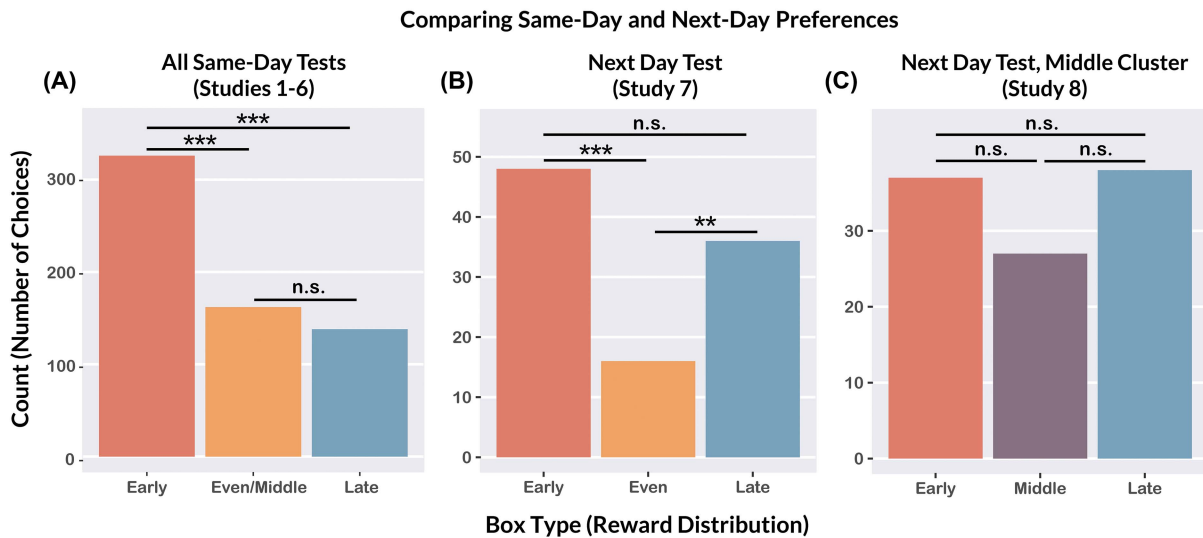 Comparing Same-Day and Next-Day Preferences
(A)
All Same-Day Tests
(Studies 1-6)
***
***
n.s.
300
200
100
0
Early
Even/Middle
Late
(B)
Next Day Test
(Study 7)
n.s.
***
**
50
40
30
20
10
0
Early
Even
Late
(C)
Next Day Test, Middle Cluster
(Study 8)
n.s.
n.s.
n.s.
30
20
10
0
Early
Middle
Late
Count (Number of Choices)
Box Type (Reward Distribution)